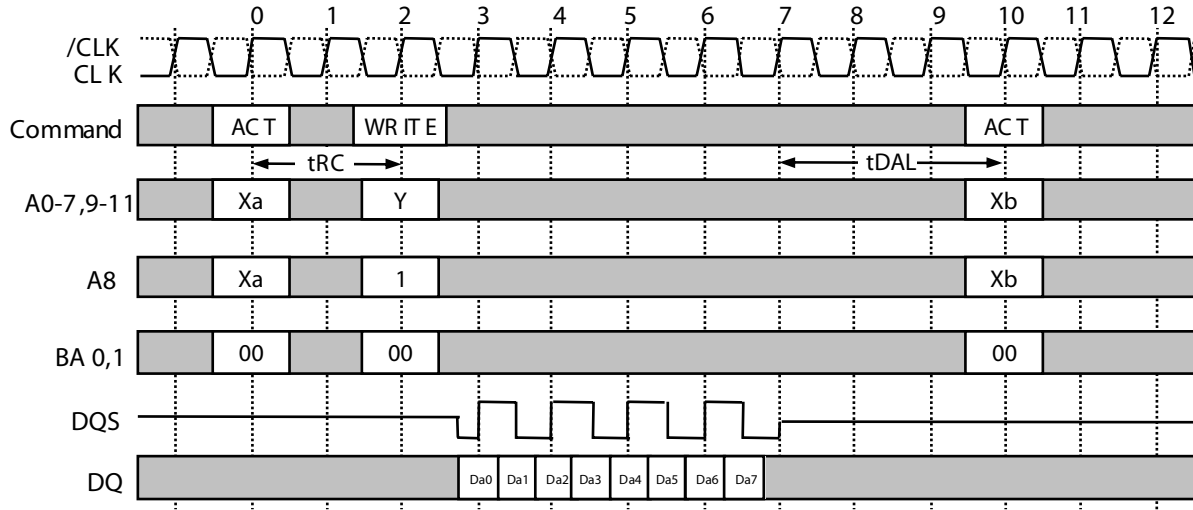 0 1 2 3 4 5 6 7 8 9 10 11 12
/CLK
CL K
Command AC T WR IT E AC T
tRC tDAL
A0-7,9-11 Xa Y Xb
A8 Xa 1 Xb
BA 0,1 00 00 00
DQS
DQ Da0 Da1 Da2 Da3 Da4 Da5 Da6 Da7